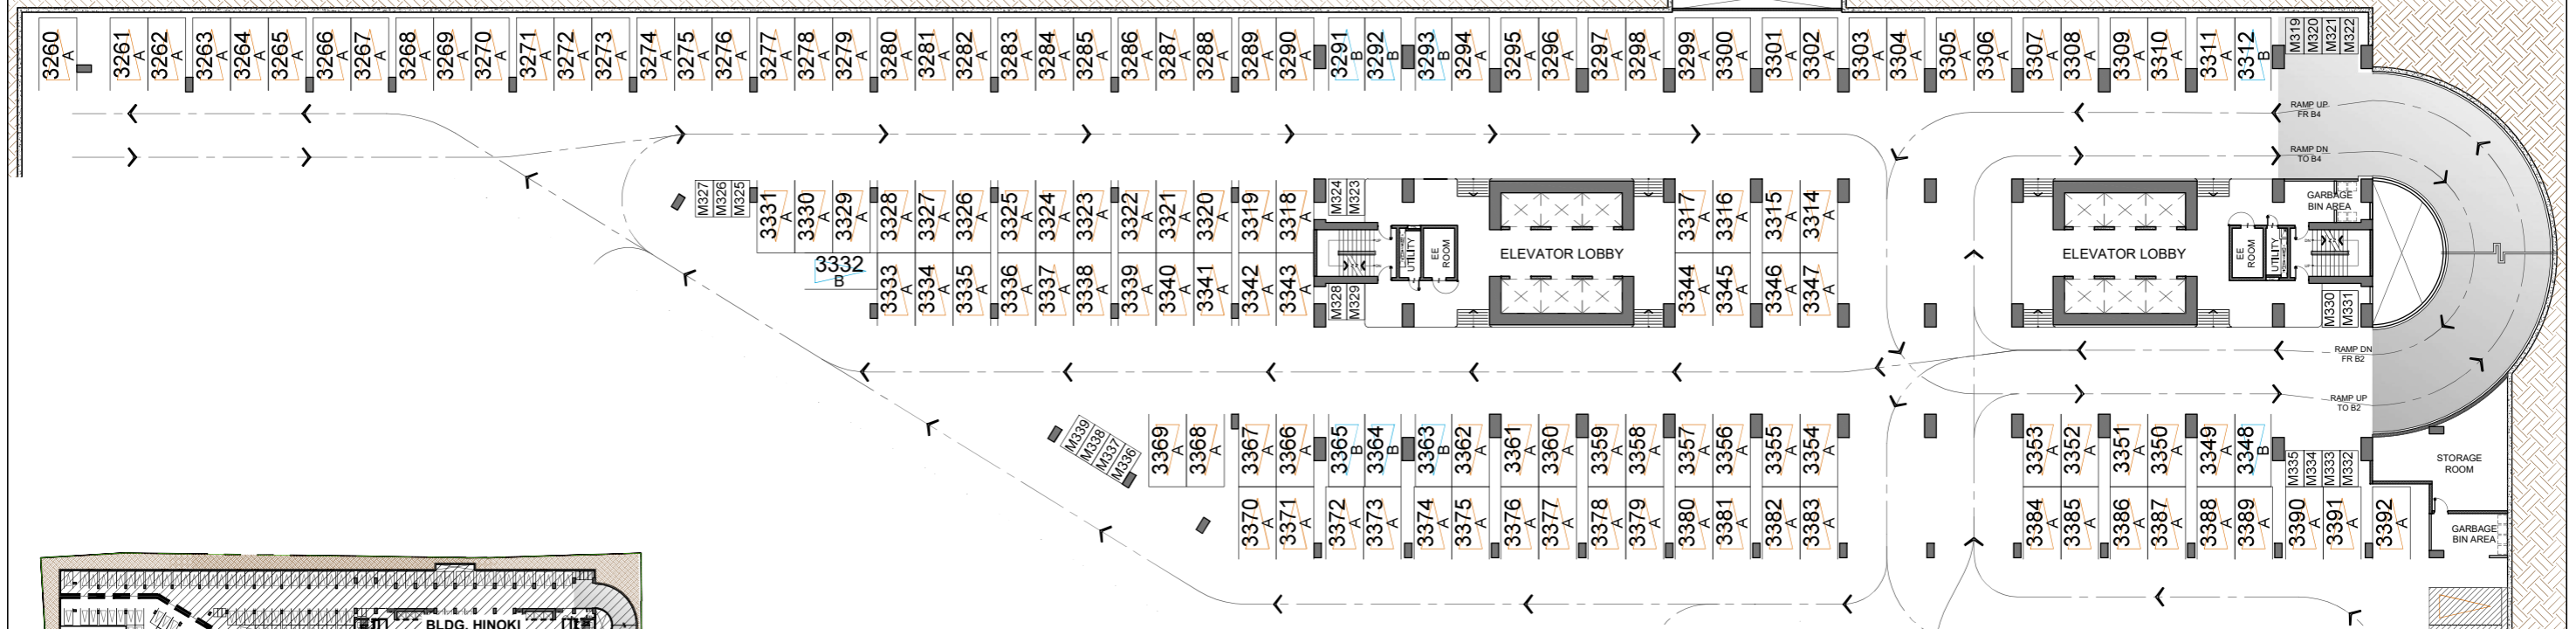 3260 A
3261 A
3262 A
3263 A
3264 A
3265 A
3266 A
3267 A
3268 A
3269 A
3270 A
3271 A
3272 A
3273 A
3274 A
3275 A
3276 A
3277 A
3278 A
3279 A
3280 A
3281 A
3282 A
3283 A
3284 A
3285 A
3286 A
3287 A
3288 A
3289 A
3290 A
3291 B
3292 B
3293 B
3294 A
3295 A
3296 A
3297 A
3298 A
3299 A
3300 A
3301 A
3302 A
3303 A
3304 A
3305 A
3306 A
3307 A
3308 A
3309 A
3310 A
3311 A
3312 B
M319
M320
M321
M322
RAMP UP
FR B4
RAMP DN
TO B4
M327
M326
M325
3331 A
3330 A
3329 A
3328 A
3327 A
3326 A
3325 A
3324 A
3323 A
3322 A
3321 A
3320 A
3319 A
3318 A
M324
M323
3317 A
3316 A
3315 A
3314 A
GARBAGE
BIN AREA
UTILITY
EE
ROOM
ELEVATOR LOBBY
ELEVATOR LOBBY
EE
ROOM
UTILITY
3332
B
3333 A
3334 A
3335 A
3336 A
3337 A
3338 A
3339 A
3340 A
3341 A
3342 A
3343 A
M328
M329
3344 A
3345 A
3346 A
3347 A
M330
M331
RAMP DN
FR B2
RAMP UP
TO B2
M339
M338
M337
M336
3369 A
3368 A
3367 A
3366 A
3365 B
3364 B
3363 B
3362 A
3361 A
3360 A
3359 A
3358 A
3357 A
3356 A
3355 A
3354 A
3353 A
3352 A
3351 A
3350 A
3349 A
3348 B
M335
M334
M333
M332
STORAGE
ROOM
3370 A
3371 A
3372 A
3373 A
3374 A
3375 A
3376 A
3377 A
3378 A
3379 A
3380 A
3381 A
3382 A
3383 A
3384 A
3385 A
3386 A
3387 A
3388 A
3389 A
3390 A
3391 A
3392 A
GARBAGE
BIN AREA
BLDG. HINOKI